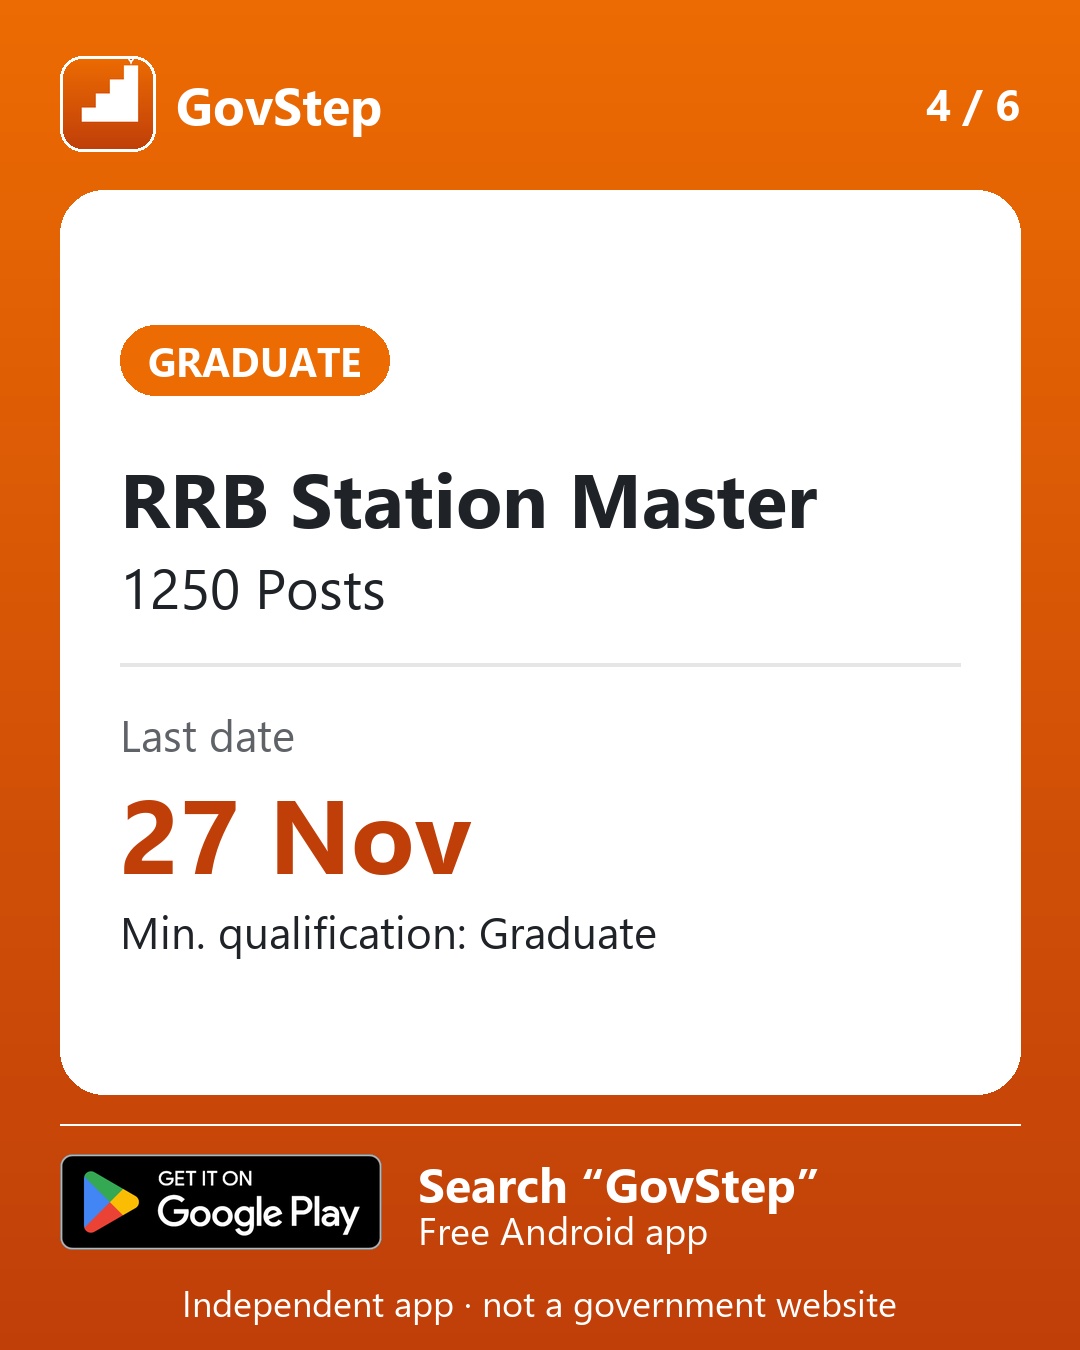 GovStep
4 / 6
GRADUATE
RRB Station Master
1250 Posts
Last date
27 Nov
Min. qualification: Graduate
GET IT ON
Google Play
Search “GovStep”
Free Android app
Independent app · not a government website